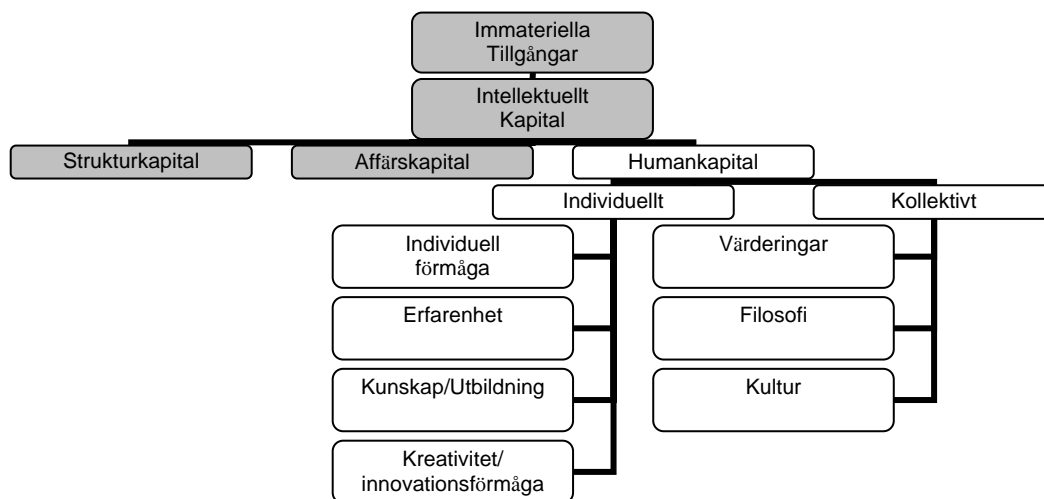 Immateriella
Tillgångar
Intellektuellt
Kapital
Strukturkapital
Affärskapital
Humankapital
Individuellt
Kollektivt
Individuell
förmåga
Värderingar
Erfarenhet
Filosofi
Kunskap/Utbildning
Kultur
Kreativitet/
innovationsförmåga